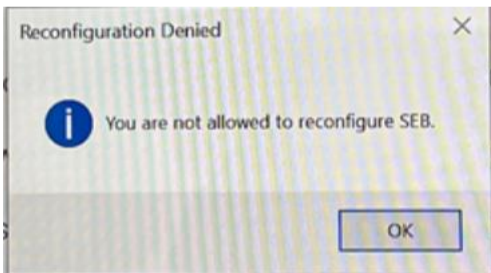 Reconfiguration Denied
You are not allowed to reconfigure SEB.
OK